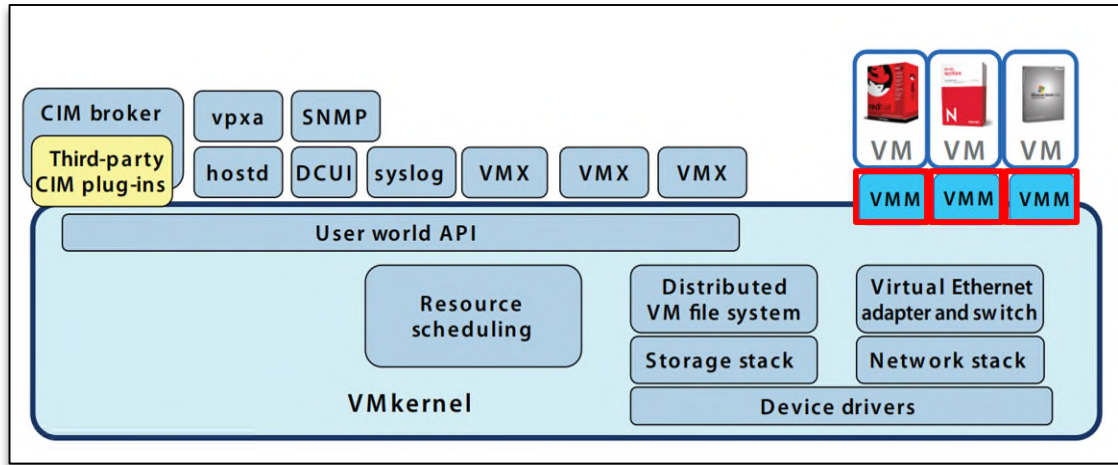 CIM broker
Third-party
CIM plug-ins
vpxa
SNMP
hostd
DCUI
syslog
VMX
VMX
VMX
redhat
N
VM
VM
VM
VMM
VMM
VMM
User world API
Resource
scheduling
Distributed
VM file system
Virtual Ethernet
adapter and switch
Storage stack
Network stack
VMkernel
Device drivers